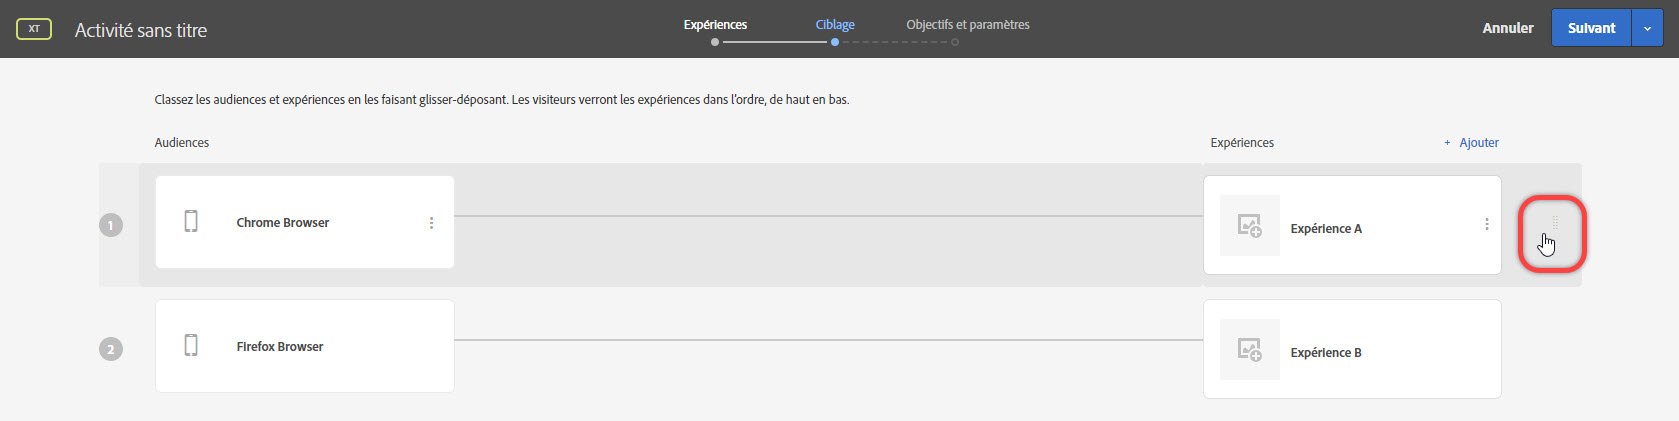 XT
Activité sans titre
Expériences
Ciblage
Objectifs et paramètres
Annuler
Suivant
Classez les audiences et expériences en les faisant glisser-déposant. Les visiteurs verront les expériences dans l'ordre, de haut en bas.
Audiences
Expériences
+ Ajouter
1
Chrome Browser
Expérience A
2
Firefox Browser
Expérience B